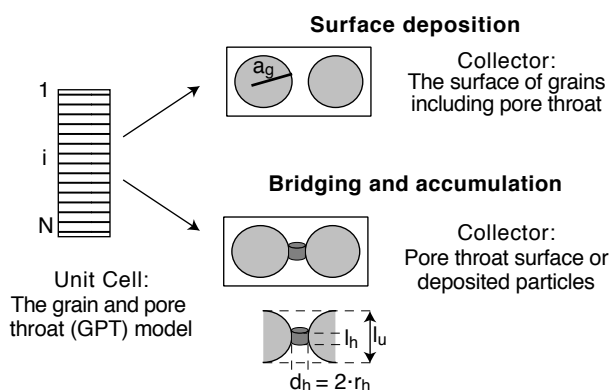 Surface deposition
a_g
Collector:
The surface of grains
including pore throat
1
i
N
Unit Cell:
The grain and pore
throat (GPT) model
Bridging and accumulation
Collector:
Pore throat surface or
deposited particles
l_h
l_u
d_h = 2·r_h